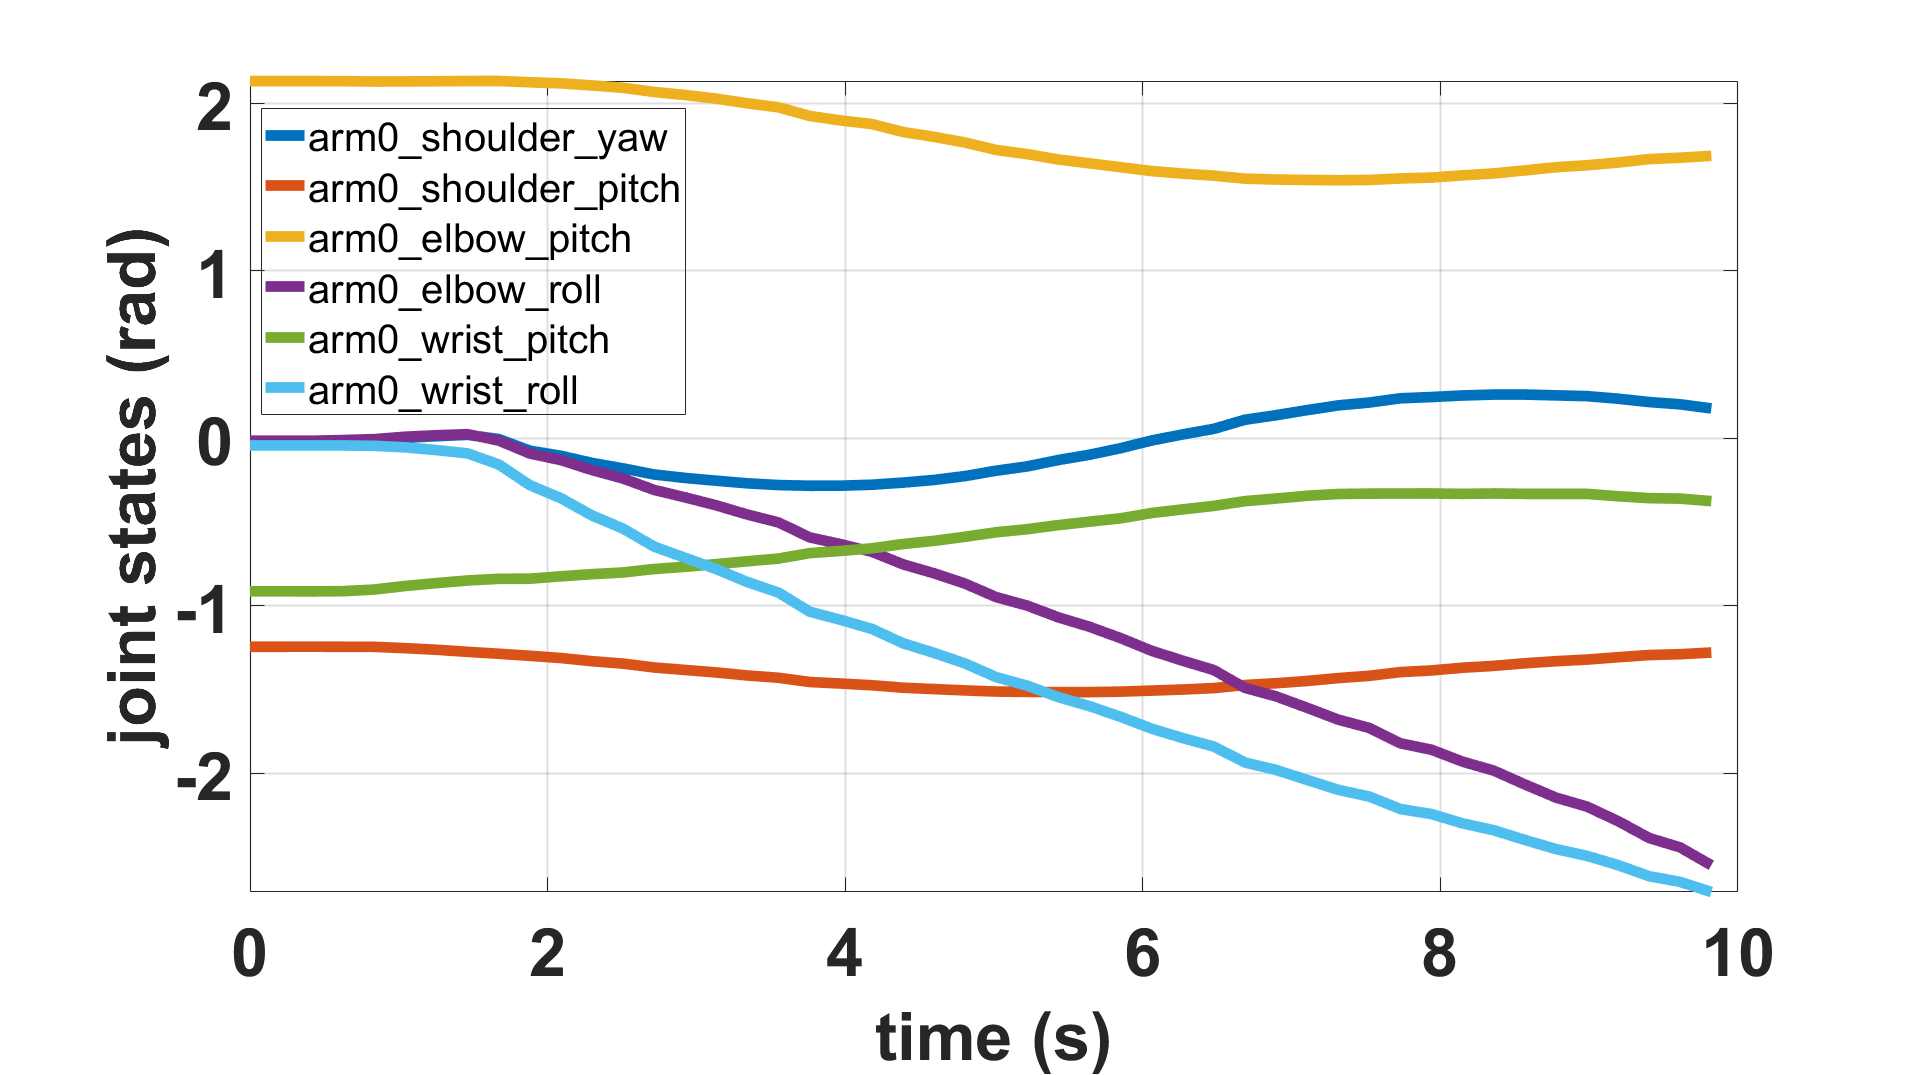 2
1
0
-1
-2
joint states (rad)
arm0_shoulder_yaw
arm0_shoulder_pitch
arm0_elbow_pitch
arm0_elbow_roll
arm0_wrist_pitch
arm0_wrist_roll
0 2 4 6 8 10
time (s)